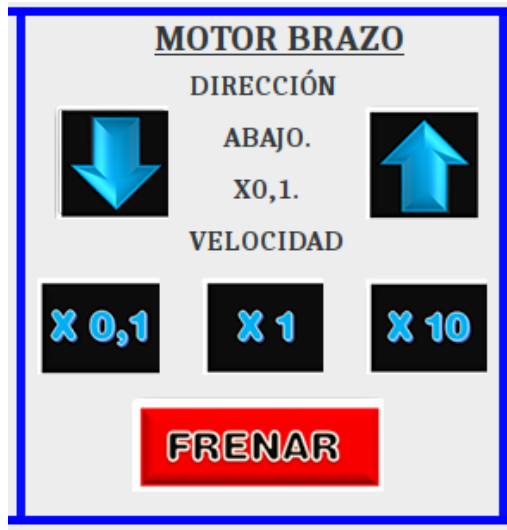 MOTOR BRAZO
DIRECCIÓN
ABAJO.
X0,1.
VELOCIDAD
X 0,1
X 1
X 10
FRENAR